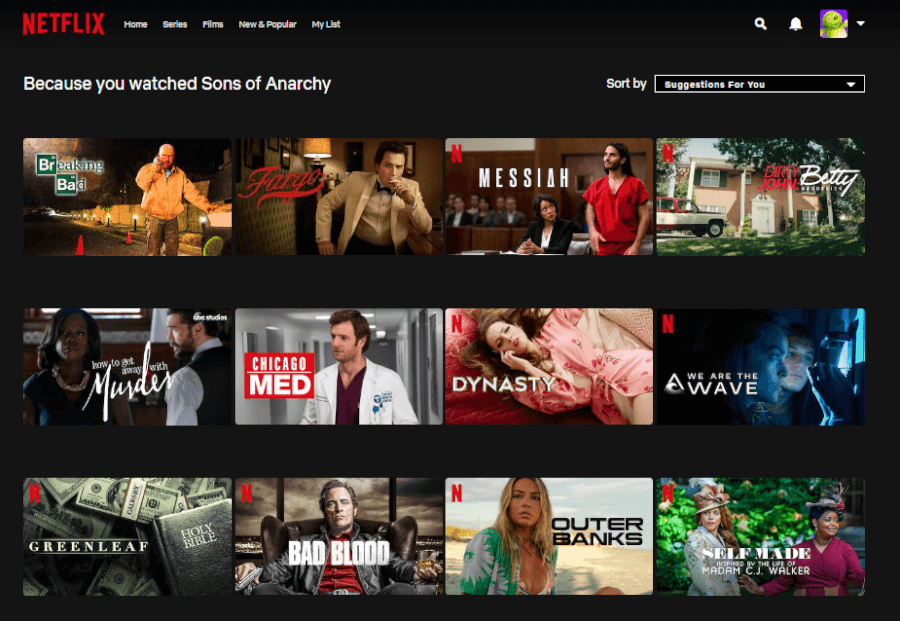 NETFLIX
Home Series Films New & Popular My List
Because you watched Sons of Anarchy
Sort by Suggestions For You
Breaking
Bad
Fargo
N
MESSIAH
N
DIRTY
JOHN
Betty
BRODERICK
abc studios
how to get
away with
Murder
CHICAGO
MED
N
DYNASTY
N
WE ARE THE
WAVE
N
GREENLEAF
HOLY
BIBLE
N
BAD BLOOD
N
OUTER
BANKS
N
SELF MADE
INSPIRED BY THE LIFE OF
MADAM C.J. WALKER